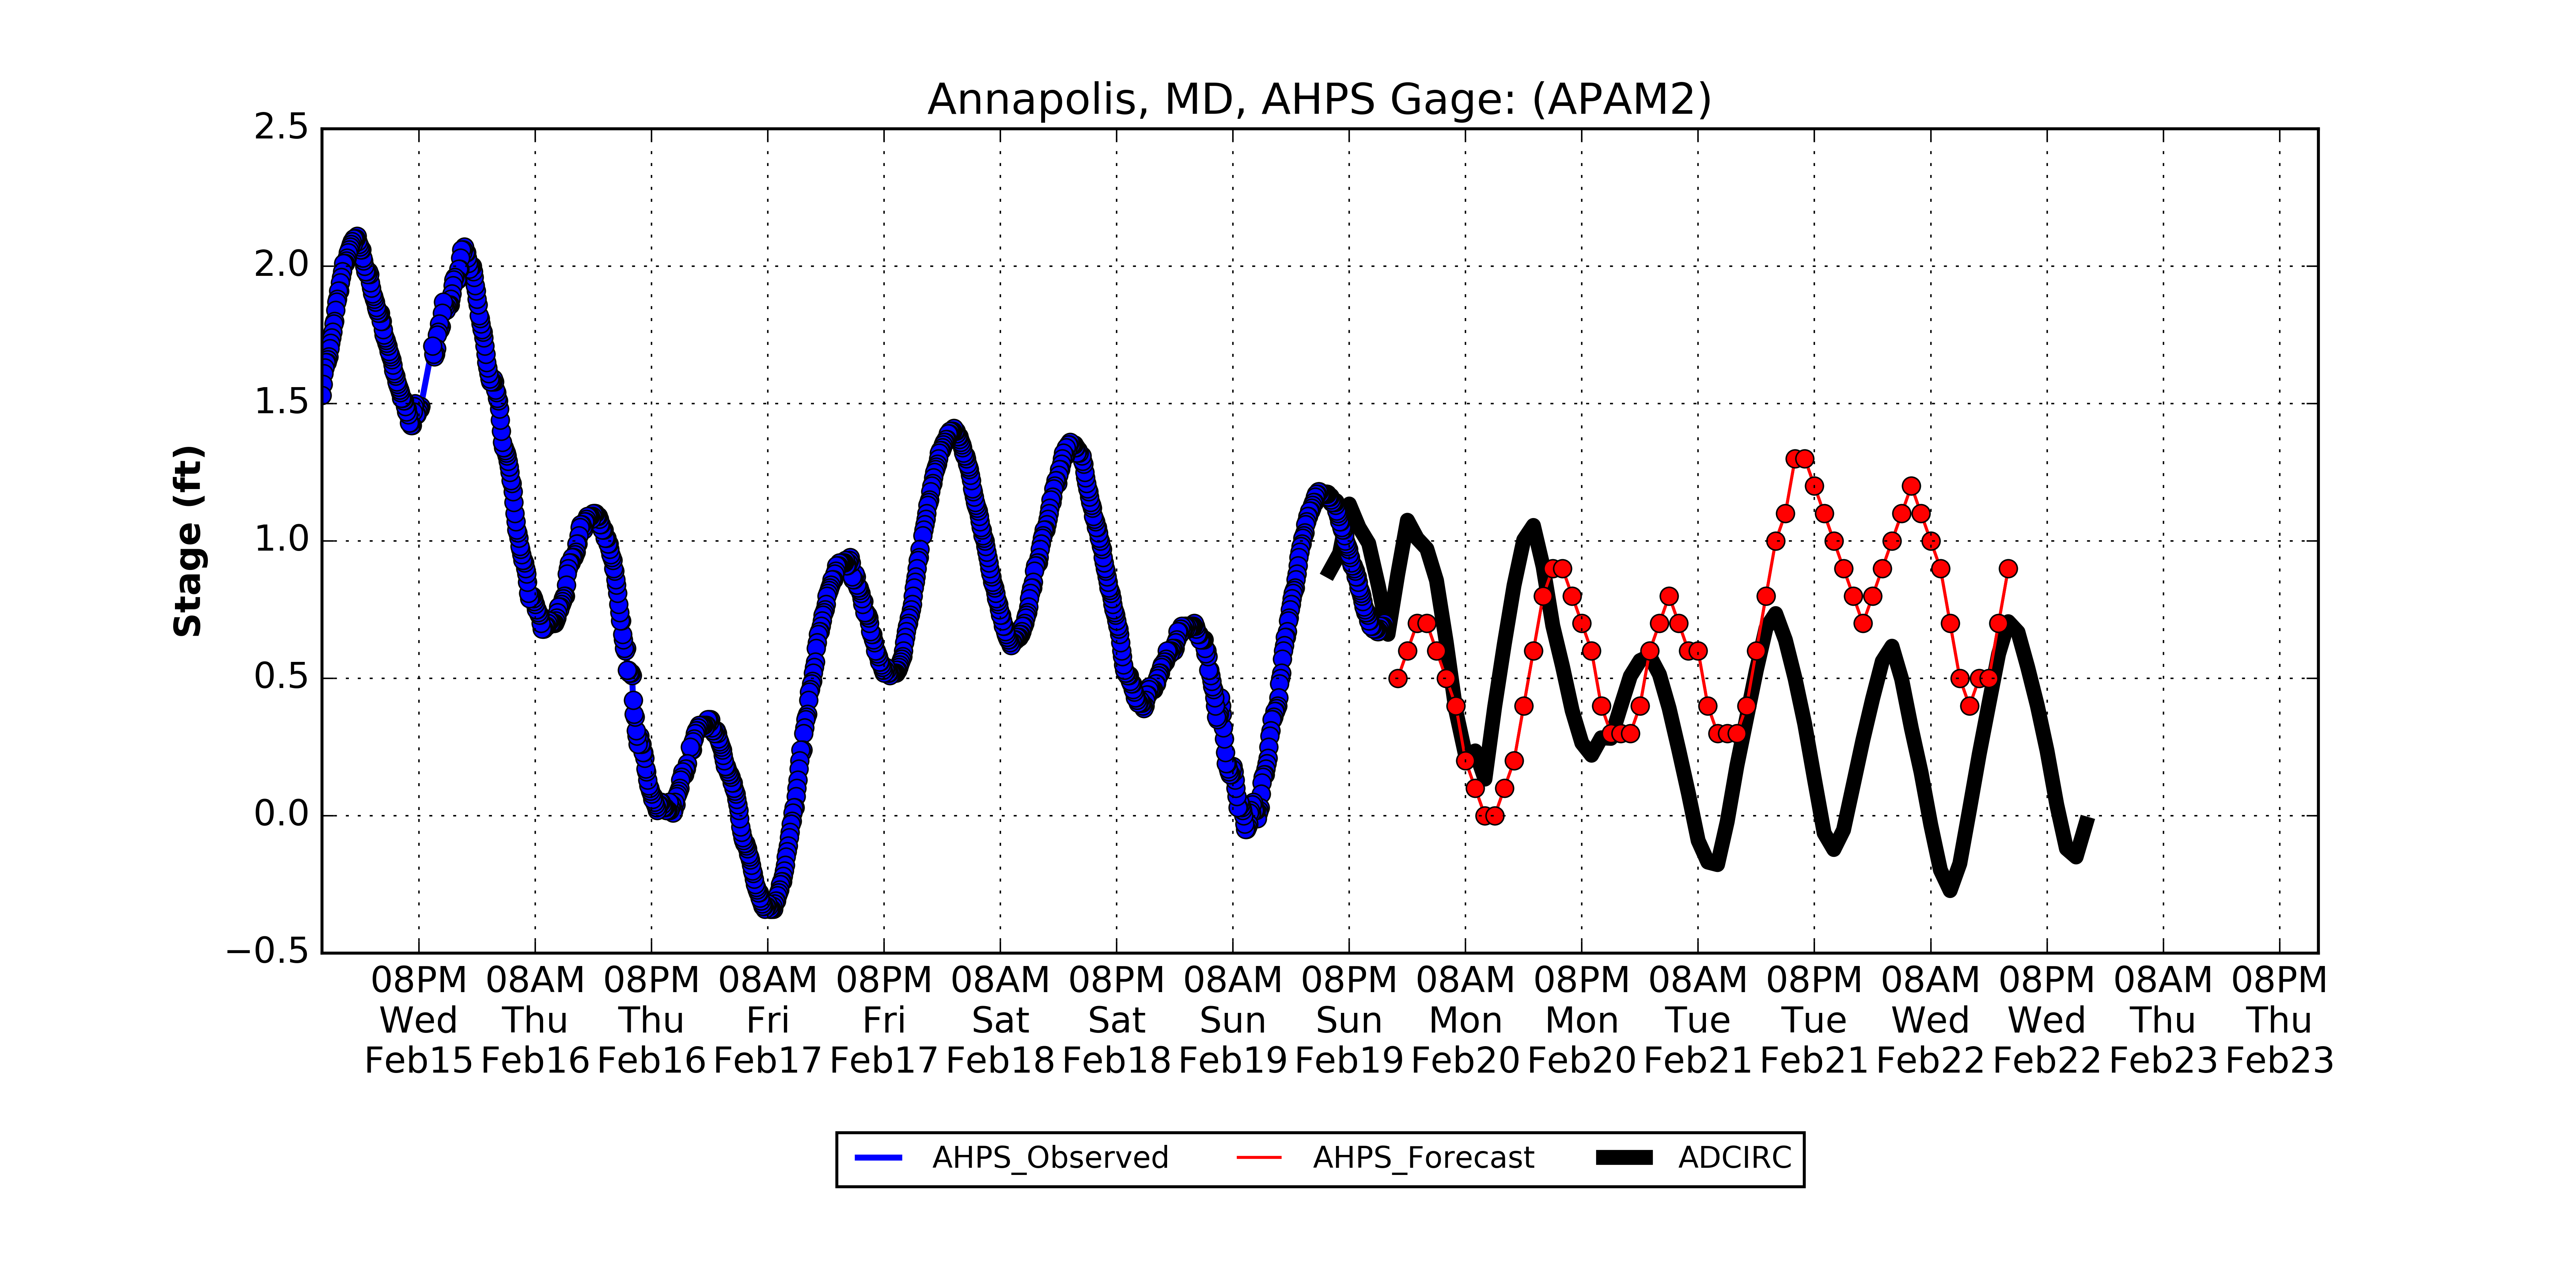 Annapolis, MD, AHPS Gage: (APAM2)
2.5
2.0
1.5
1.0
0.5
0.0
−0.5
Stage (ft)
08PM 08AM 08PM 08AM 08PM 08AM 08PM 08AM 08PM 08AM 08PM 08AM 08PM 08AM 08PM 08AM 08PM
Wed Thu Thu Fri Fri Sat Sat Sun Sun Mon Mon Tue Tue Wed Wed Thu Thu
Feb15 Feb16 Feb16 Feb17 Feb17 Feb18 Feb18 Feb19 Feb19 Feb20 Feb20 Feb21 Feb21 Feb22 Feb22 Feb23 Feb23
AHPS_Observed AHPS_Forecast ADCIRC